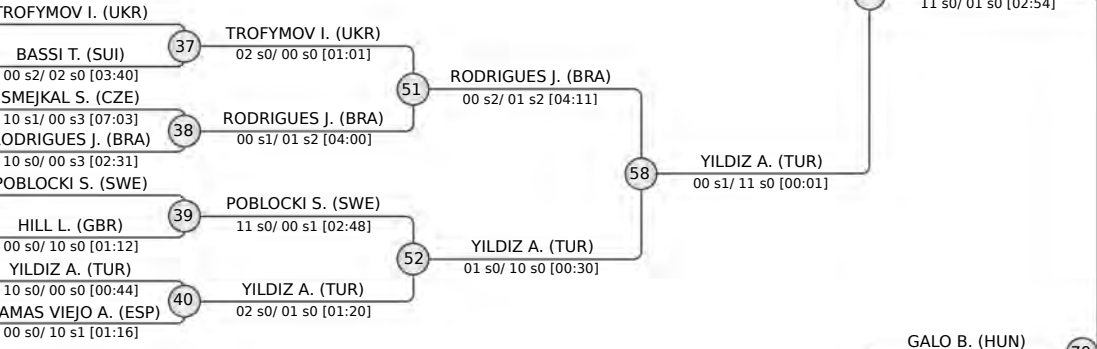 11 s0/ 01 s0 [02:54]
TROFYMOV I. (UKR)
37
TROFYMOV I. (UKR)
BASSI T. (SUI)
02 s0/ 00 s0 [01:01]
00 s2/ 02 s0 [03:40]
51
RODRIGUES J. (BRA)
SMEJKAL S. (CZE)
00 s2/ 01 s2 [04:11]
10 s1/ 00 s3 [07:03]
38
RODRIGUES J. (BRA)
RODRIGUES J. (BRA)
00 s1/ 01 s2 [04:00]
10 s0/ 00 s3 [02:31]
58
YILDIZ A. (TUR)
00 s1/ 11 s0 [00:01]
POBLOCKI S. (SWE)
39
POBLOCKI S. (SWE)
HILL L. (GBR)
11 s0/ 00 s1 [02:48]
00 s0/ 10 s0 [01:12]
52
YILDIZ A. (TUR)
01 s0/ 10 s0 [00:30]
YILDIZ A. (TUR)
10 s0/ 00 s0 [00:44]
40
YILDIZ A. (TUR)
AMAS VIEJO A. (ESP)
02 s0/ 01 s0 [01:20]
00 s0/ 10 s1 [01:16]
GALO B. (HUN)